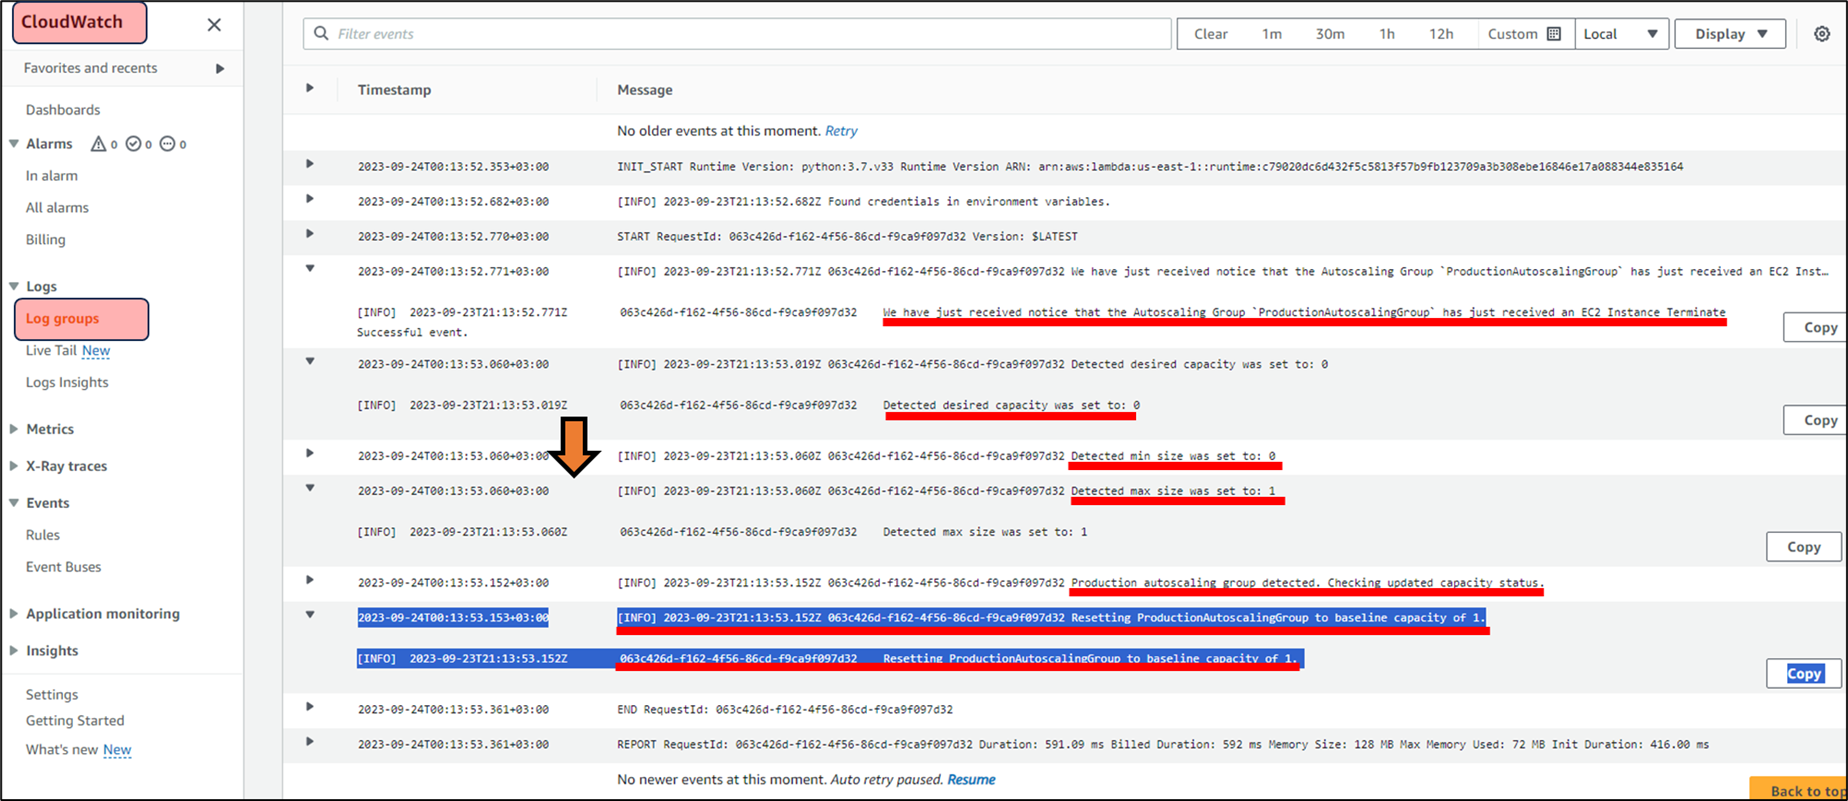 CloudWatch
Favorites and recents
Dashboards
Alarms 0 0 0
In alarm
All alarms
Billing
Logs
Log groups
Live Tail New
Logs Insights
Metrics
X-Ray traces
Events
Rules
Event Buses
Application monitoring
Insights
Settings
Getting Started
What's new New
Filter events
Clear 1m 30m 1h 12h Custom Local Display
Timestamp Message
No older events at this moment. Retry
2023-09-24T00:13:52.353+03:00 INIT_START Runtime Version: python:3.7.v33 Runtime Version ARN: arn:aws:lambda:us-east-1::runtime:c79020dc6d432f5c5813f57b9fb123709a3b308ebe16846e17a088344e835164
2023-09-24T00:13:52.682+03:00 [INFO] 2023-09-23T21:13:52.682Z Found credentials in environment variables.
2023-09-24T00:13:52.770+03:00 START RequestId: 063c426d-f162-4f56-86cd-f9ca9f097d32 Version: $LATEST
2023-09-24T00:13:52.771+03:00 [INFO] 2023-09-23T21:13:52.771Z 063c426d-f162-4f56-86cd-f9ca9f097d32 We have just received notice that the Autoscaling Group `ProductionAutoscalingGroup` has just received an EC2 Inst…
[INFO] 2023-09-23T21:13:52.771Z 063c426d-f162-4f56-86cd-f9ca9f097d32 We have just received notice that the Autoscaling Group `ProductionAutoscalingGroup` has just received an EC2 Instance Terminate
Successful event.
Copy
2023-09-24T00:13:53.060+03:00 [INFO] 2023-09-23T21:13:53.019Z 063c426d-f162-4f56-86cd-f9ca9f097d32 Detected desired capacity was set to: 0
[INFO] 2023-09-23T21:13:53.019Z 063c426d-f162-4f56-86cd-f9ca9f097d32 Detected desired capacity was set to: 0
Copy
2023-09-24T00:13:53.060+03:00 [INFO] 2023-09-23T21:13:53.060Z 063c426d-f162-4f56-86cd-f9ca9f097d32 Detected min size was set to: 0
2023-09-24T00:13:53.060+03:00 [INFO] 2023-09-23T21:13:53.060Z 063c426d-f162-4f56-86cd-f9ca9f097d32 Detected max size was set to: 1
[INFO] 2023-09-23T21:13:53.060Z 063c426d-f162-4f56-86cd-f9ca9f097d32 Detected max size was set to: 1
Copy
2023-09-24T00:13:53.152+03:00 [INFO] 2023-09-23T21:13:53.152Z 063c426d-f162-4f56-86cd-f9ca9f097d32 Production autoscaling group detected. Checking updated capacity status.
2023-09-24T00:13:53.153+03:00 [INFO] 2023-09-23T21:13:53.152Z 063c426d-f162-4f56-86cd-f9ca9f097d32 Resetting ProductionAutoscalingGroup to baseline capacity of 1.
[INFO] 2023-09-23T21:13:53.152Z 063c426d-f162-4f56-86cd-f9ca9f097d32 Resetting ProductionAutoscalingGroup to baseline capacity of 1.
Copy
2023-09-24T00:13:53.361+03:00 END RequestId: 063c426d-f162-4f56-86cd-f9ca9f097d32
2023-09-24T00:13:53.361+03:00 REPORT RequestId: 063c426d-f162-4f56-86cd-f9ca9f097d32 Duration: 591.09 ms Billed Duration: 592 ms Memory Size: 128 MB Max Memory Used: 72 MB Init Duration: 416.00 ms
No newer events at this moment. Auto retry paused. Resume
Back to top